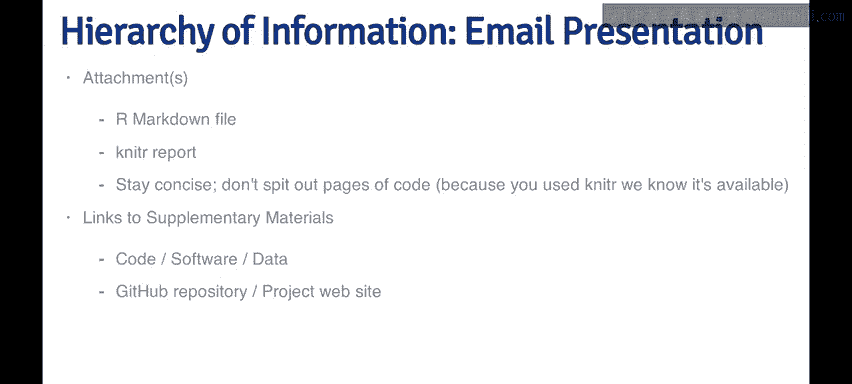 Hierarchy of Information: Email Presentation
· Attachment(s)
- R Markdown file
- knitr report
- Stay concise; don't spit out pages of code (because you used knitr we know it's available)
· Links to Supplementary Materials
- Code / Software / Data
- GitHub repository / Project web site